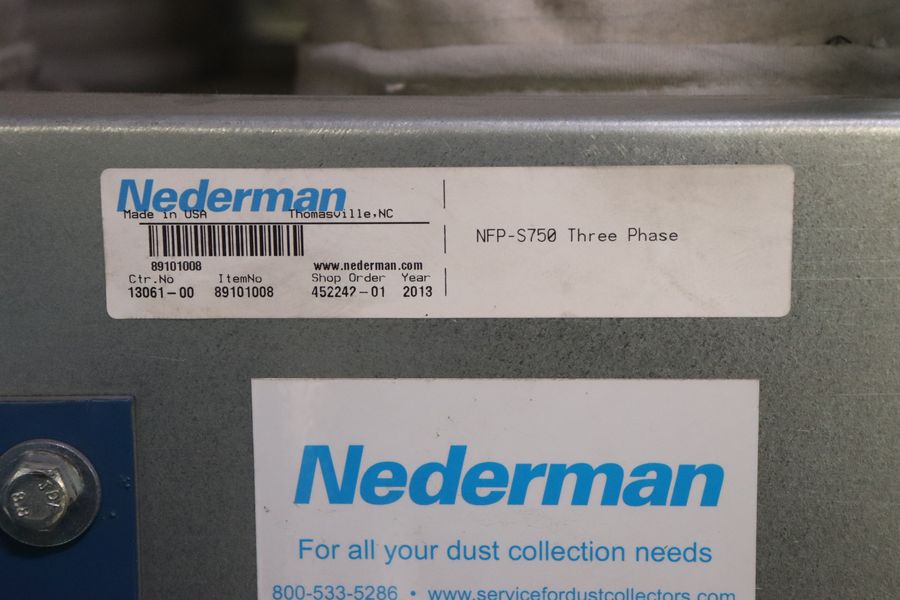 Nederman
Made in USA Thomasville,NC
89101008 www.nederman.com
Ctr.No ItemNo Shop Order Year
13061-00 89101008 452242-01 2013
NFP-S750 Three Phase
Nederman
For all your dust collection needs
800-533-5286 • www.servicefordustcollectors.com
8.8